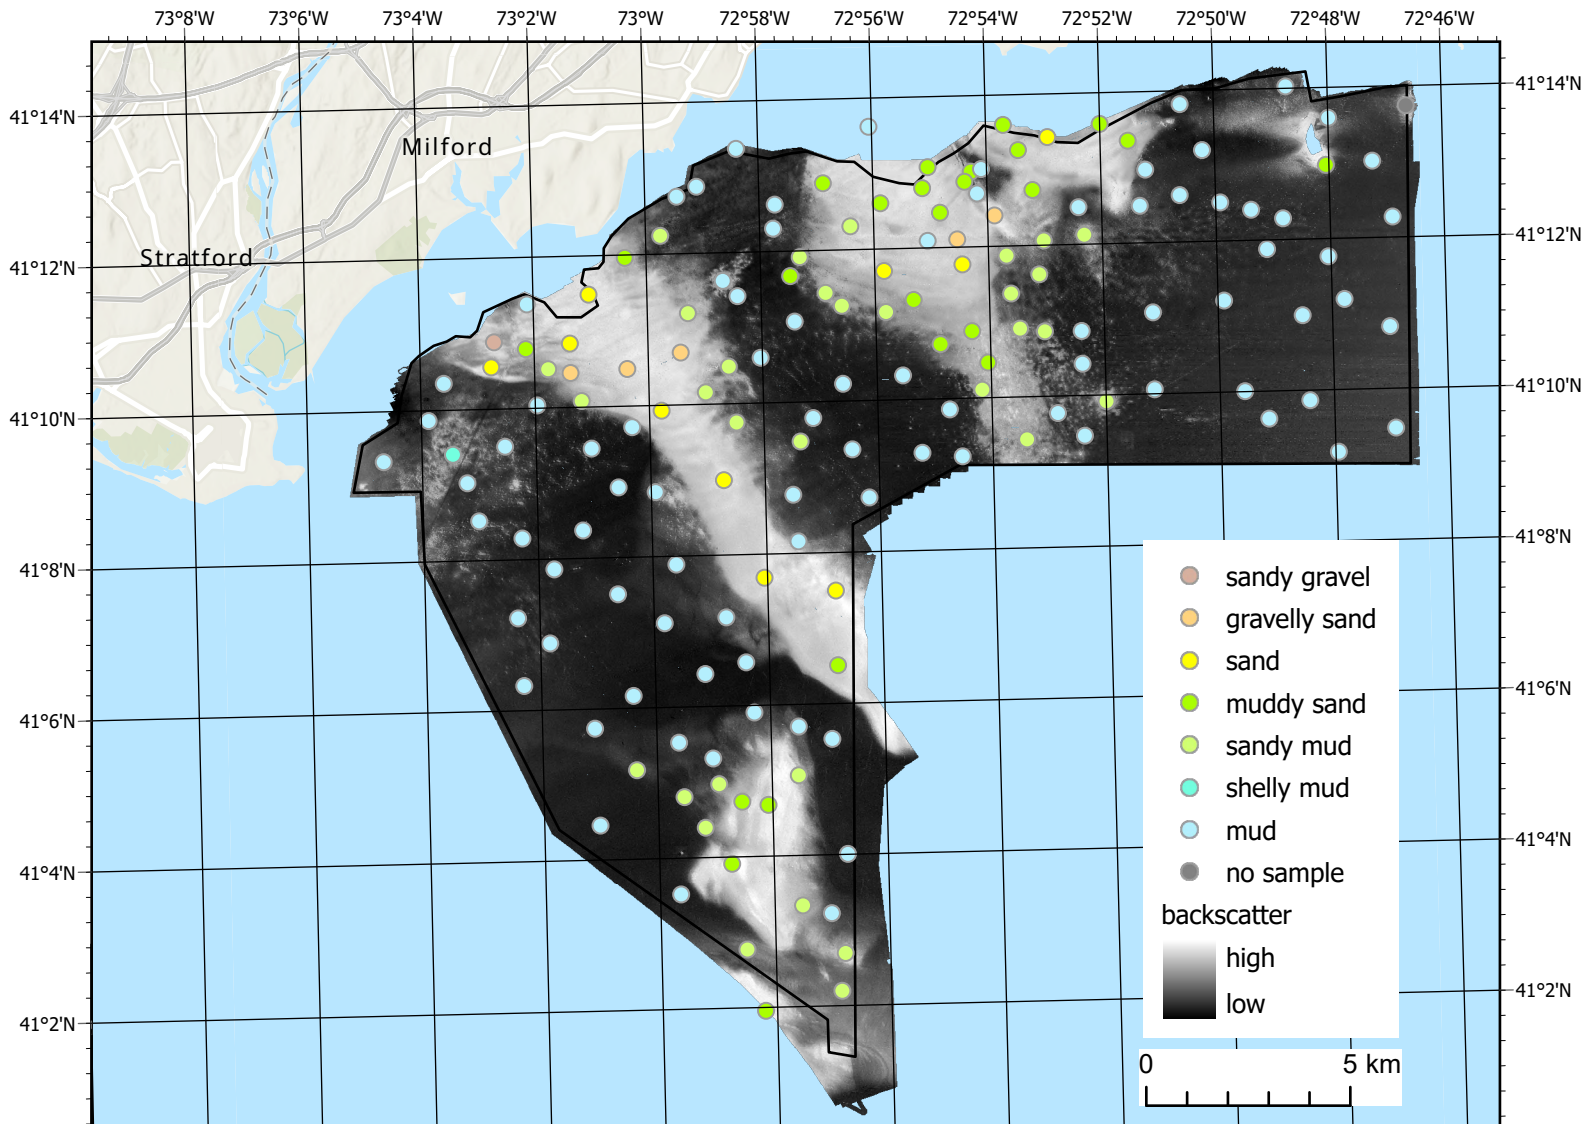 73°8'W 73°6'W 73°4'W 73°2'W 73°W 72°58'W 72°56'W 72°54'W 72°52'W 72°50'W 72°48'W 72°46'W
41°14'N
41°14'N
Milford
Stratford
41°12'N
41°12'N
41°10'N
41°10'N
41°8'N
41°8'N
41°6'N
41°6'N
41°4'N
41°4'N
41°2'N
41°2'N
sandy gravel
gravelly sand
sand
muddy sand
sandy mud
shelly mud
mud
no sample
backscatter
high
low
0 5 km